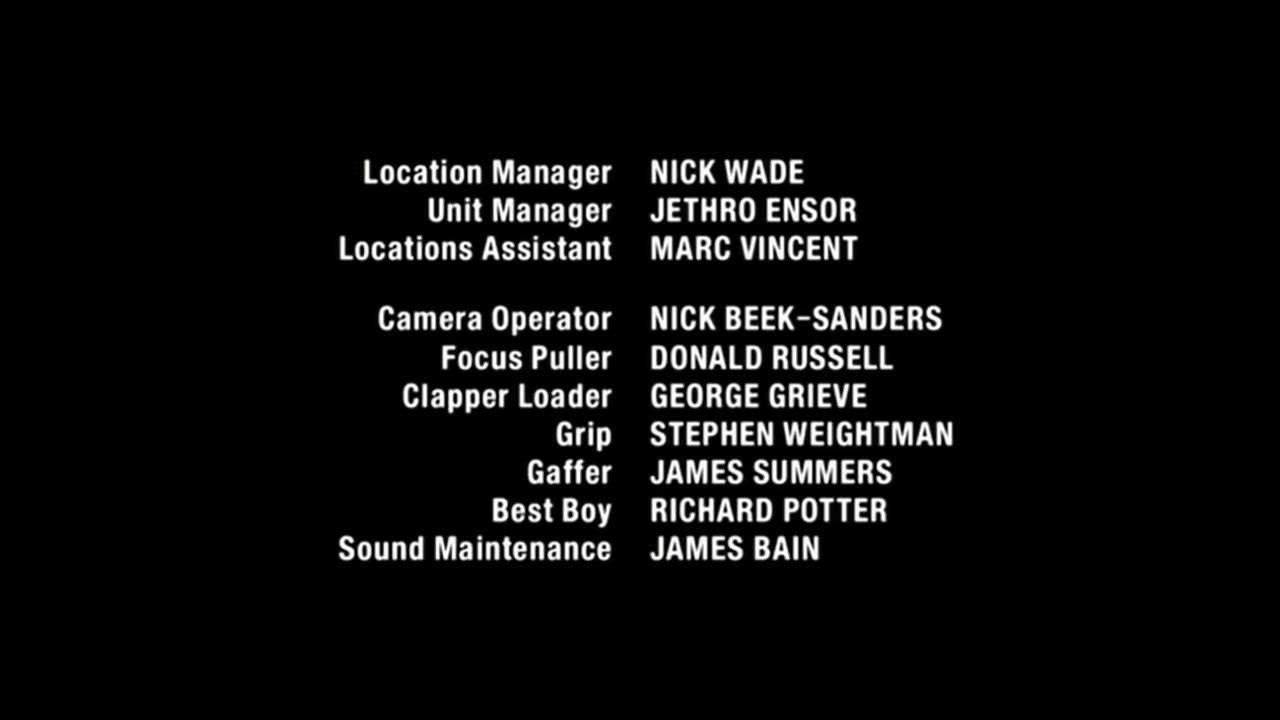 Location Manager NICK WADE
Unit Manager JETHRO ENSOR
Locations Assistant MARC VINCENT
Camera Operator NICK BEEK-SANDERS
Focus Puller DONALD RUSSELL
Clapper Loader GEORGE GRIEVE
Grip STEPHEN WEIGHTMAN
Gaffer JAMES SUMMERS
Best Boy RICHARD POTTER
Sound Maintenance JAMES BAIN